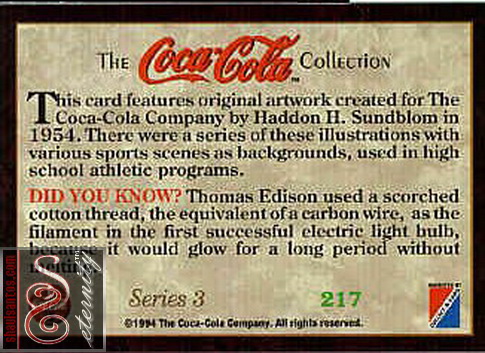 The Coca-Cola Collection
This card features original artwork created for The
Coca-Cola Company by Haddon H. Sundblom in
1954. There were a series of these illustrations with
various sports scenes as backgrounds, used in high
school athletic programs.
DID YOU KNOW? Thomas Edison used a scorched
cotton thread, the equivalent of a carbon wire, as the
filament in the first successful electric light bulb,
because it would glow for a long period without
melting.
Series 3 217
©1994 The Coca-Cola Company. All rights reserved.
eternity